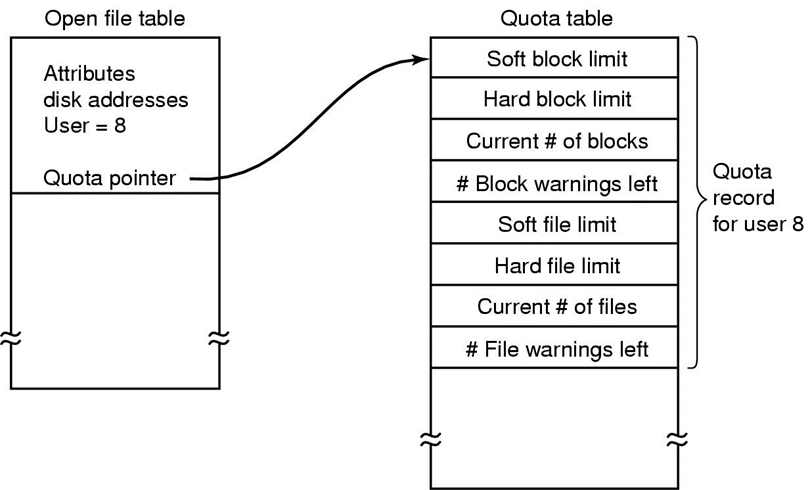 Open file table
Attributes
disk addresses
User = 8
Quota pointer
Quota table
Soft block limit
Hard block limit
Current # of blocks
# Block warnings left
Soft file limit
Hard file limit
Current # of files
# File warnings left
Quota
record
for user 8